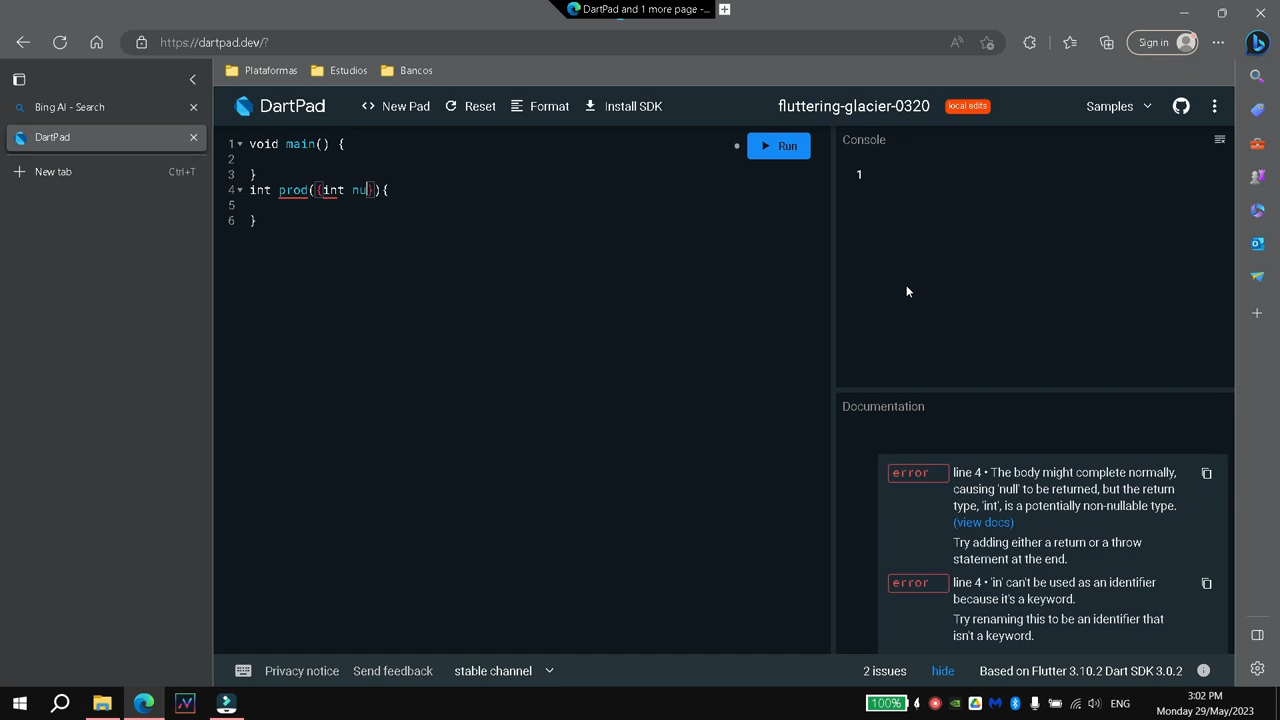 DartPad and 1 more page -...
https://dartpad.dev/?
Sign in
Plataformas Estudios Bancos
Bing AI - Search
DartPad
New tab Ctrl+T
DartPad
New Pad Reset Format Install SDK
fluttering-glacier-0320 local edits
Samples
1 void main() {
2
3 }
4 int prod({int nu}){
5
6 }
Run
Console
1
Documentation
error line 4 • The body might complete normally,
causing 'null' to be returned, but the return
type, 'int', is a potentially non-nullable type.
(view docs)
Try adding either a return or a throw
statement at the end.
error line 4 • 'in' can't be used as an identifier
because it's a keyword.
Try renaming this to be an identifier that
isn't a keyword.
Privacy notice Send feedback stable channel
2 issues hide Based on Flutter 3.10.2 Dart SDK 3.0.2
100%
ENG
3:02 PM
Monday 29/May/2023